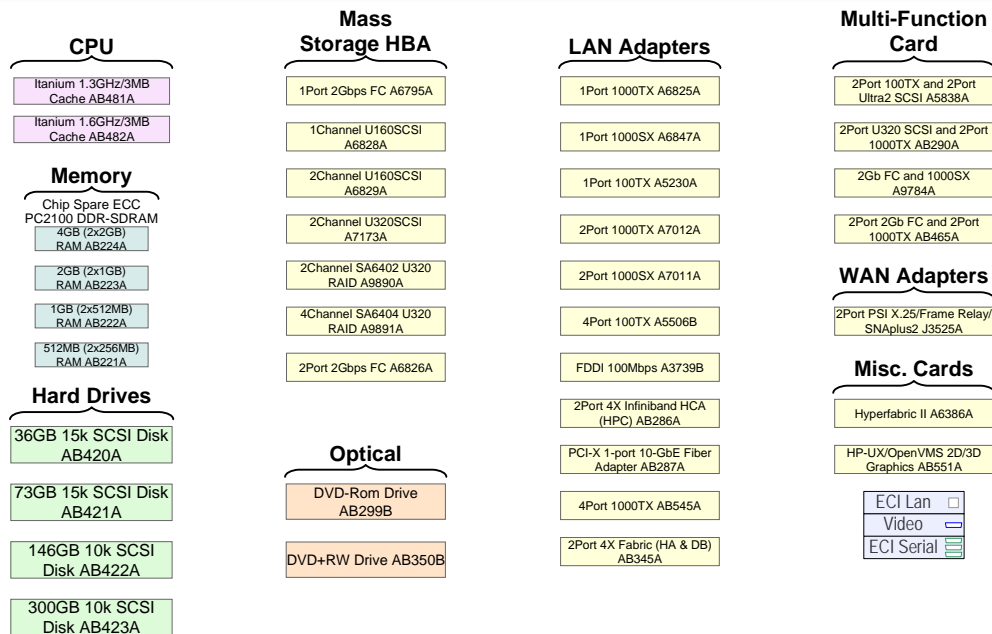 CPU
Itanium 1.3GHz/3MB
Cache AB481A
Itanium 1.6GHz/3MB
Cache AB482A
Memory
Chip Spare ECC
PC2100 DDR-SDRAM
4GB (2x2GB)
RAM AB224A
2GB (2x1GB)
RAM AB223A
1GB (2x512MB)
RAM AB222A
512MB (2x256MB)
RAM AB221A
Hard Drives
36GB 15k SCSI Disk
AB420A
73GB 15k SCSI Disk
AB421A
146GB 10k SCSI
Disk AB422A
300GB 10k SCSI
Disk AB423A
Mass
Storage HBA
1Port 2Gbps FC A6795A
1Channel U160SCSI
A6828A
2Channel U160SCSI
A6829A
2Channel U320SCSI
A7173A
2Channel SA6402 U320
RAID A9890A
4Channel SA6404 U320
RAID A9891A
2Port 2Gbps FC A6826A
Optical
DVD-Rom Drive
AB299B
DVD+RW Drive AB350B
LAN Adapters
1Port 1000TX A6825A
1Port 1000SX A6847A
1Port 100TX A5230A
2Port 1000TX A7012A
2Port 1000SX A7011A
4Port 100TX A5506B
FDDI 100Mbps A3739B
2Port 4X Infiniband HCA
(HPC) AB286A
PCI-X 1-port 10-GbE Fiber
Adapter AB287A
4Port 1000TX AB545A
2Port 4X Fabric (HA & DB)
AB345A
Multi-Function
Card
2Port 100TX and 2Port
Ultra2 SCSI A5838A
2Port U320 SCSI and 2Port
1000TX AB290A
2Gb FC and 1000SX
A9784A
2Port 2Gb FC and 2Port
1000TX AB465A
WAN Adapters
2Port PSI X.25/Frame Relay/
SNAplus2 J3525A
Misc. Cards
Hyperfabric II A6386A
HP-UX/OpenVMS 2D/3D
Graphics AB551A
ECI Lan
Video
ECI Serial